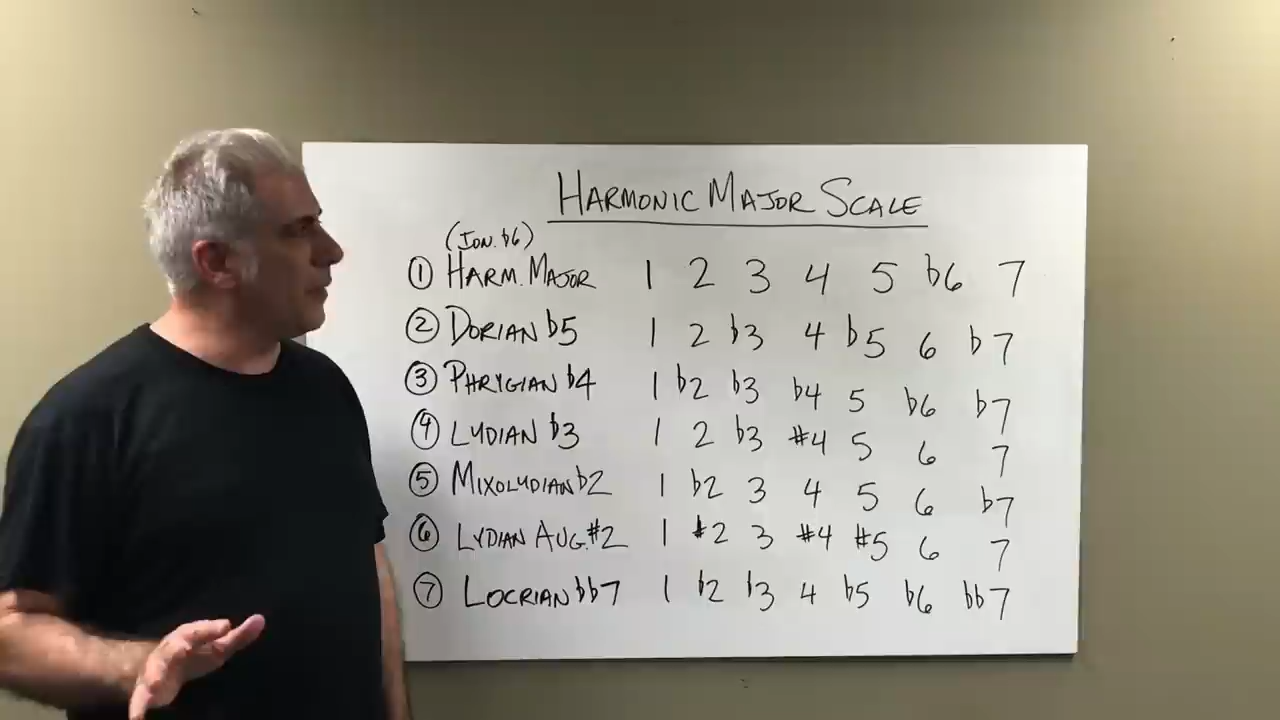 HARMONIC MAJOR SCALE
(ION. b6)
① HARM. MAJOR 1 2 3 4 5 b6 7
② DORIAN b5 1 2 b3 4 b5 6 b7
③ PHRYGIAN b4 1 b2 b3 b4 5 b6 b7
④ LYDIAN b3 1 2 b3 #4 5 6 7
⑤ MIXOLYDIAN b2 1 b2 3 4 5 6 b7
⑥ LYDIAN AUG. #2 1 #2 3 #4 #5 6 7
⑦ LOCRIAN bb7 1 b2 b3 4 b5 b6 bb7